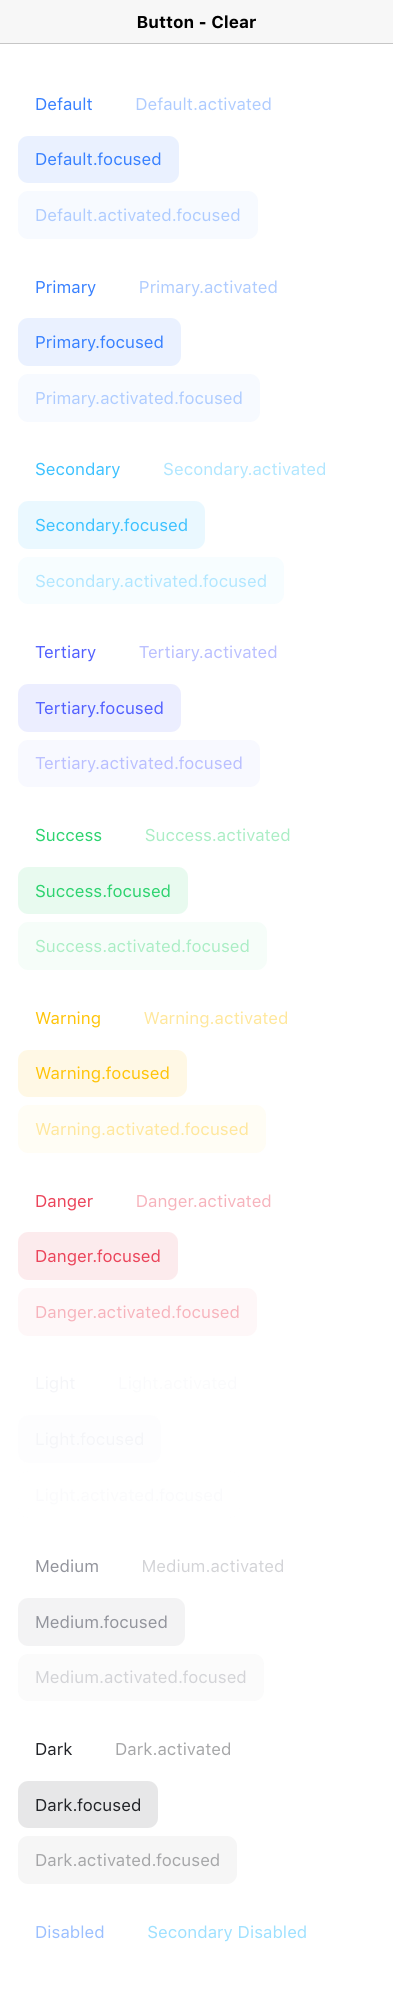 Button - Clear
Default Default.activated
Default.focused
Default.activated.focused
Primary Primary.activated
Primary.focused
Primary.activated.focused
Secondary Secondary.activated
Secondary.focused
Secondary.activated.focused
Tertiary Tertiary.activated
Tertiary.focused
Tertiary.activated.focused
Success Success.activated
Success.focused
Success.activated.focused
Warning Warning.activated
Warning.focused
Warning.activated.focused
Danger Danger.activated
Danger.focused
Danger.activated.focused
Light Light.activated
Light.focused
Light.activated.focused
Medium Medium.activated
Medium.focused
Medium.activated.focused
Dark Dark.activated
Dark.focused
Dark.activated.focused
Disabled Secondary Disabled